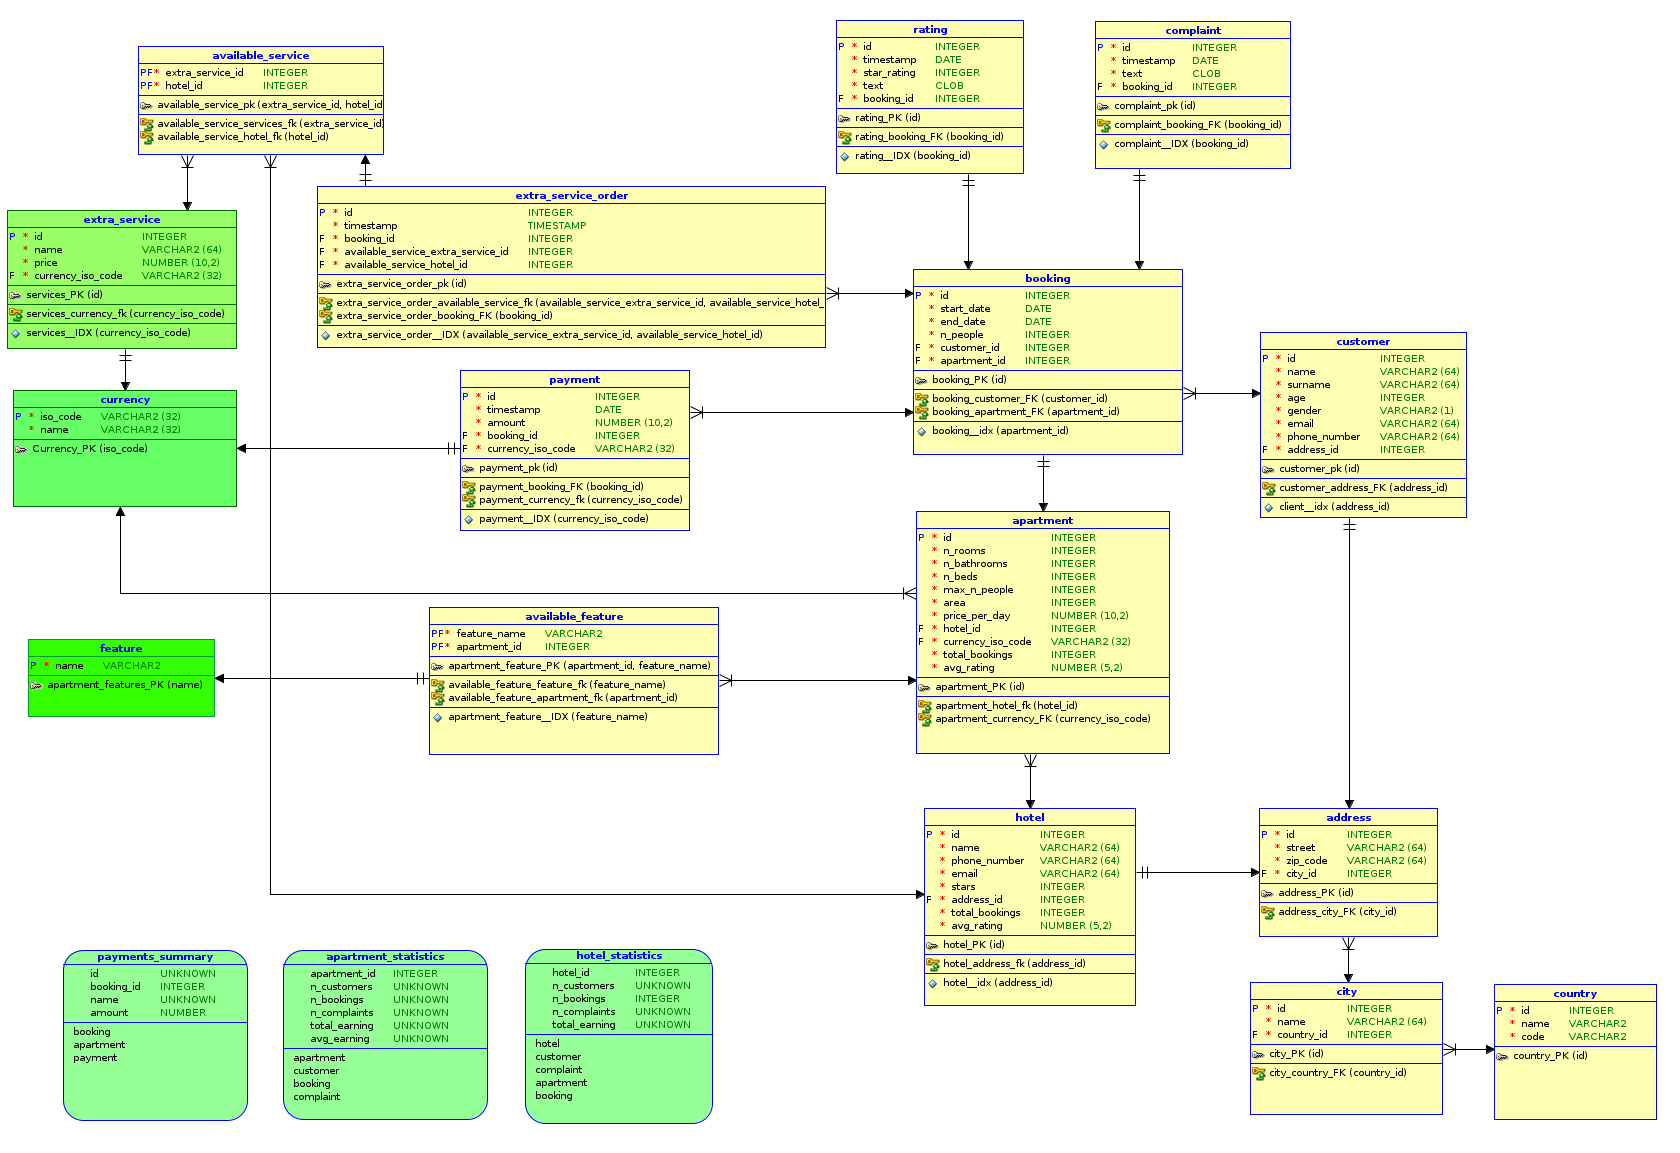 available_service
PF* extra_service_id INTEGER
PF* hotel_id INTEGER
available_service_pk (extra_service_id, hotel_id
available_service_services_fk (extra_service_id)
available_service_hotel_fk (hotel_id)
rating
P * id INTEGER
* timestamp DATE
* star_rating INTEGER
* text CLOB
F * booking_id INTEGER
rating_PK (id)
rating_booking_FK (booking_id)
rating__IDX (booking_id)
complaint
P * id INTEGER
* timestamp DATE
* text CLOB
F * booking_id INTEGER
complaint_pk (id)
complaint_booking_FK (booking_id)
complaint__IDX (booking_id)
extra_service_order
P * id INTEGER
* timestamp TIMESTAMP
F * booking_id INTEGER
F * available_service_extra_service_id INTEGER
F * available_service_hotel_id INTEGER
extra_service_order_pk (id)
extra_service_order_available_service_fk (available_service_extra_service_id, available_service_hotel_
extra_service_order_booking_FK (booking_id)
extra_service_order__IDX (available_service_extra_service_id, available_service_hotel_id)
extra_service
P * id INTEGER
* name VARCHAR2 (64)
* price NUMBER (10,2)
F * currency_iso_code VARCHAR2 (32)
services_PK (id)
services_currency_fk (currency_iso_code)
services__IDX (currency_iso_code)
booking
P * id INTEGER
* start_date DATE
* end_date DATE
* n_people INTEGER
F * customer_id INTEGER
F * apartment_id INTEGER
booking_PK (id)
booking_customer_FK (customer_id)
booking_apartment_FK (apartment_id)
booking__idx (apartment_id)
customer
P * id INTEGER
* name VARCHAR2 (64)
* surname VARCHAR2 (64)
* age INTEGER
* gender VARCHAR2 (1)
* email VARCHAR2 (64)
* phone_number VARCHAR2 (64)
F * address_id INTEGER
customer_pk (id)
customer_address_FK (address_id)
client__idx (address_id)
payment
P * id INTEGER
* timestamp DATE
* amount NUMBER (10,2)
F * booking_id INTEGER
F * currency_iso_code VARCHAR2 (32)
payment_pk (id)
payment_booking_FK (booking_id)
payment_currency_fk (currency_iso_code)
payment__IDX (currency_iso_code)
currency
P * iso_code VARCHAR2 (32)
* name VARCHAR2 (32)
Currency_PK (iso_code)
apartment
P * id INTEGER
* n_rooms INTEGER
* n_bathrooms INTEGER
* n_beds INTEGER
* max_n_people INTEGER
* area INTEGER
* price_per_day NUMBER (10,2)
F * hotel_id INTEGER
F * currency_iso_code VARCHAR2 (32)
* total_bookings INTEGER
* avg_rating NUMBER (5,2)
apartment_PK (id)
apartment_hotel_fk (hotel_id)
apartment_currency_FK (currency_iso_code)
available_feature
PF* feature_name VARCHAR2
PF* apartment_id INTEGER
apartment_feature_PK (apartment_id, feature_name)
available_feature_feature_fk (feature_name)
available_feature_apartment_fk (apartment_id)
apartment_feature__IDX (feature_name)
feature
P * name VARCHAR2
apartment_features_PK (name)
hotel
P * id INTEGER
* name VARCHAR2 (64)
* phone_number VARCHAR2 (64)
* email VARCHAR2 (64)
* stars INTEGER
F * address_id INTEGER
* total_bookings INTEGER
* avg_rating NUMBER (5,2)
hotel_PK (id)
hotel_address_fk (address_id)
hotel__idx (address_id)
address
P * id INTEGER
* street VARCHAR2 (64)
* zip_code VARCHAR2 (64)
F * city_id INTEGER
address_PK (id)
address_city_FK (city_id)
payments_summary
id UNKNOWN
booking_id INTEGER
name UNKNOWN
amount NUMBER
booking
apartment
payment
apartment_statistics
apartment_id INTEGER
n_customers UNKNOWN
n_bookings UNKNOWN
n_complaints UNKNOWN
total_earning UNKNOWN
avg_earning UNKNOWN
apartment
customer
booking
complaint
hotel_statistics
hotel_id INTEGER
n_customers UNKNOWN
n_bookings INTEGER
n_complaints UNKNOWN
total_earning UNKNOWN
hotel
customer
complaint
apartment
booking
city
P * id INTEGER
* name VARCHAR2 (64)
F * country_id INTEGER
city_PK (id)
city_country_FK (country_id)
country
P * id INTEGER
* name VARCHAR2
* code VARCHAR2
country_PK (id)